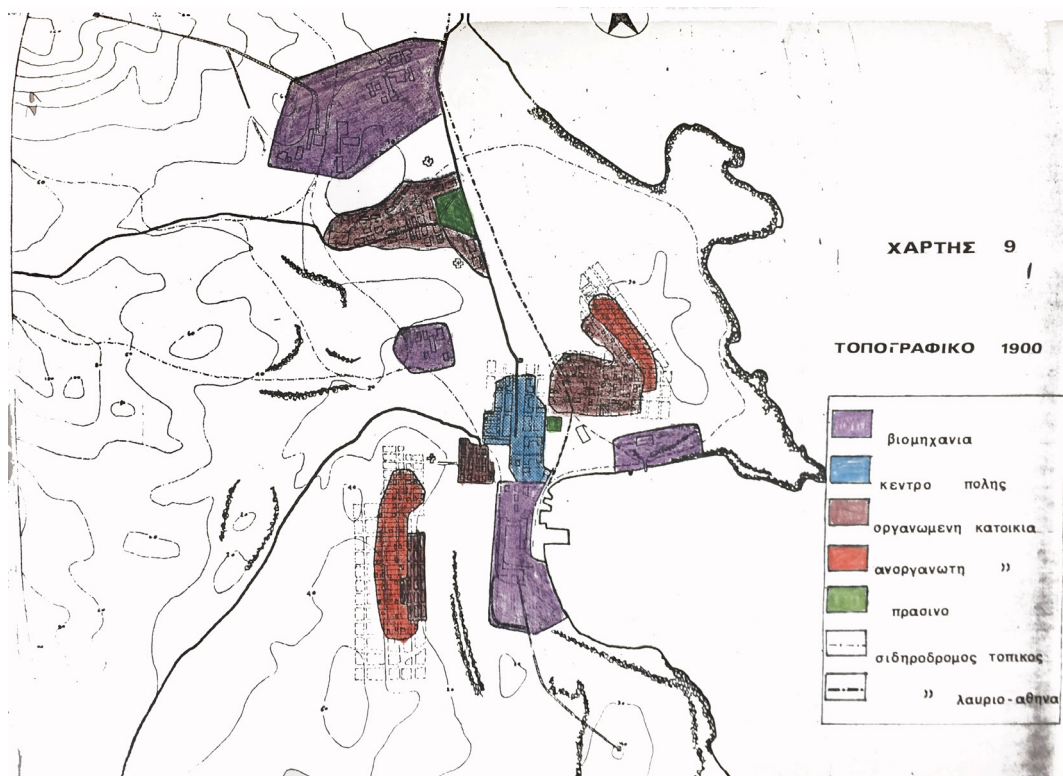 ΧΑΡΤΗΣ 9
ΤΟΠΟΓΡΑΦΙΚΟ 1900
βιομηχανια
κεντρο πολης
οργανωμενη κατοικια
ανοργανωτη ,,
πρασινο
σιδηροδρομος τοπικος
,, λαυριο-αθηνα